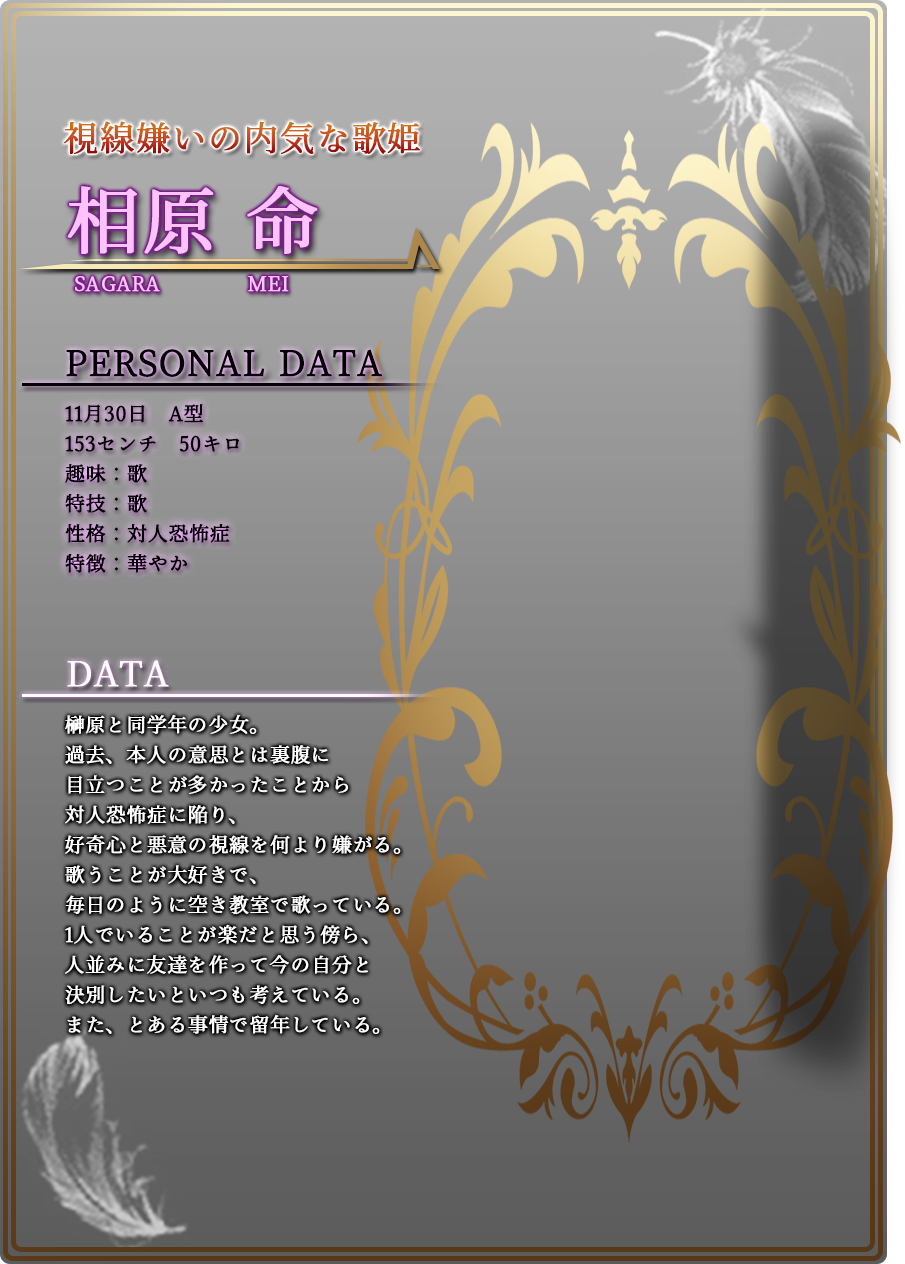 視線嫌いの内気な歌姫
相原 命
SAGARA MEI
PERSONAL DATA
11月30日 A型
153センチ 50キロ
趣味：歌
特技：歌
性格：対人恐怖症
特徴：華やか
DATA
榊原と同学年の少女。
過去、本人の意思とは裏腹に
目立つことが多かったことから
対人恐怖症に陥り、
好奇心と悪意の視線を何より嫌がる。
歌うことが大好きで、
毎日のように空き教室で歌っている。
1人でいることが楽だと思う傍ら、
人並みに友達を作って今の自分と
決別したいといつも考えている。
また、とある事情で留年している。